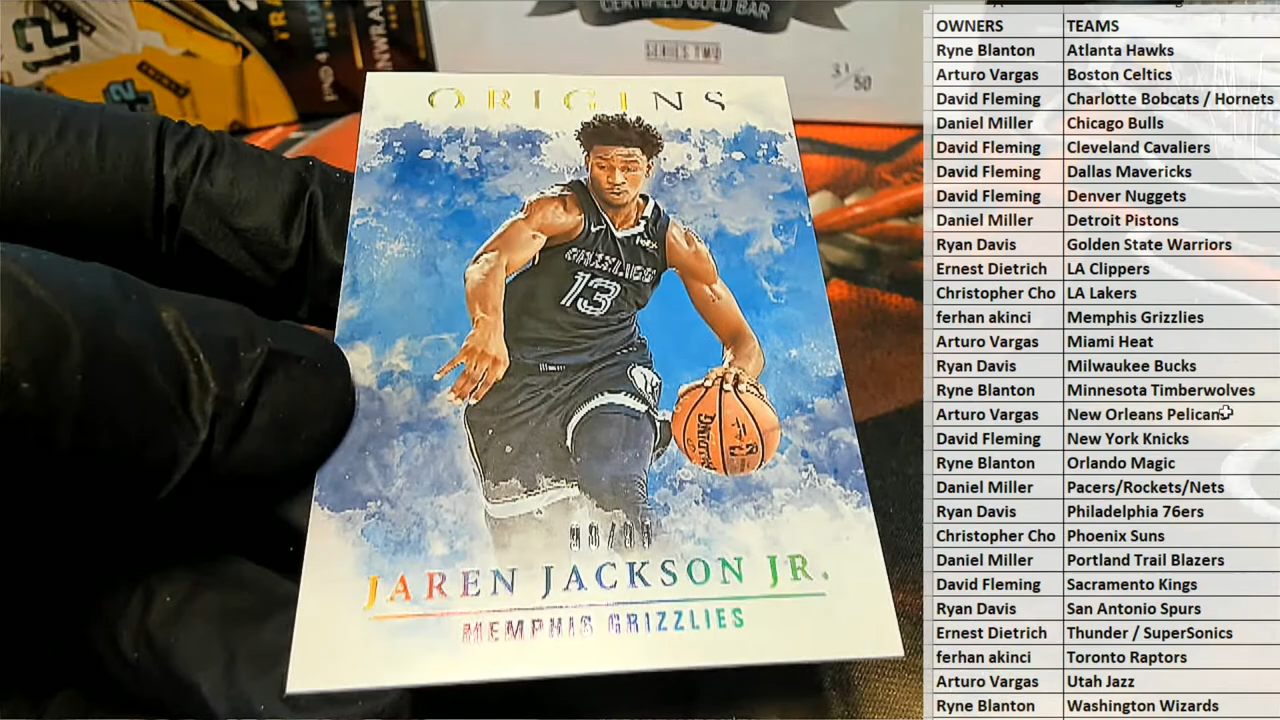 CERTIFIED GOLD BAR
SERIES TWO
31/50
12
ORIGINS
FedEx
GRIZZLIES
13
SPALDING
JAREN JACKSON JR.
MEMPHIS GRIZZLIES
OWNERS TEAMS
Ryne Blanton Atlanta Hawks
Arturo Vargas Boston Celtics
David Fleming Charlotte Bobcats / Hornets
Daniel Miller Chicago Bulls
David Fleming Cleveland Cavaliers
David Fleming Dallas Mavericks
David Fleming Denver Nuggets
Daniel Miller Detroit Pistons
Ryan Davis Golden State Warriors
Ernest Dietrich LA Clippers
Christopher Cho LA Lakers
ferhan akinci Memphis Grizzlies
Arturo Vargas Miami Heat
Ryan Davis Milwaukee Bucks
Ryne Blanton Minnesota Timberwolves
Arturo Vargas New Orleans Pelicans
David Fleming New York Knicks
Ryne Blanton Orlando Magic
Daniel Miller Pacers/Rockets/Nets
Ryan Davis Philadelphia 76ers
Christopher Cho Phoenix Suns
Daniel Miller Portland Trail Blazers
David Fleming Sacramento Kings
Ryan Davis San Antonio Spurs
Ernest Dietrich Thunder / SuperSonics
ferhan akinci Toronto Raptors
Arturo Vargas Utah Jazz
Ryne Blanton Washington Wizards